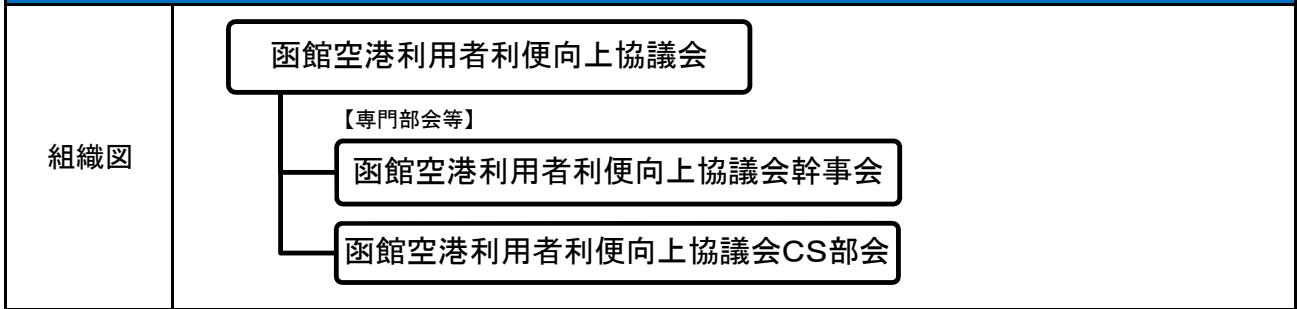 組織図
函館空港利用者利便向上協議会
【専門部会等】
函館空港利用者利便向上協議会幹事会
函館空港利用者利便向上協議会CS部会